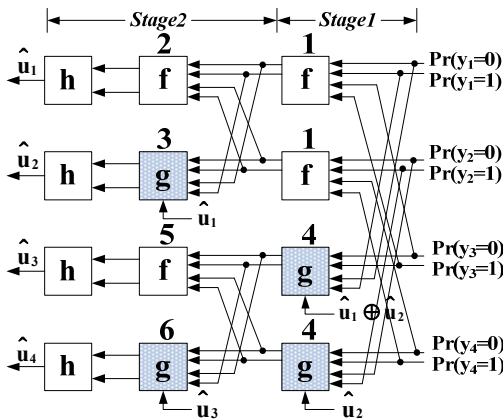 Stage2 Stage1
2 1
û₁ h f f Pr(y₁=0)
Pr(y₁=1)
3 1
û₂ h g f Pr(y₂=0)
Pr(y₂=1)
û₁
5 4
û₃ h f g Pr(y₃=0)
Pr(y₃=1)
û₁ ⊕ û₂
6 4
û₄ h g g Pr(y₄=0)
Pr(y₄=1)
û₃ û₂